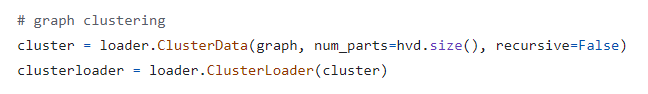 # graph clustering
cluster = loader.ClusterData(graph, num_parts=hvd.size(), recursive=False)
clusterloader = loader.ClusterLoader(cluster)